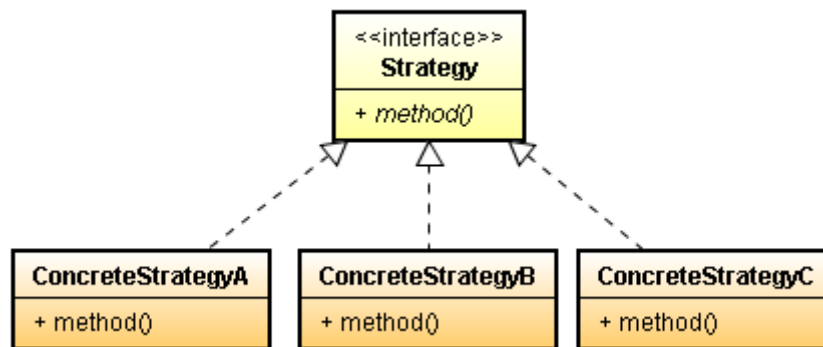 <<interface>>
Strategy
+ method()
ConcreteStrategyA
+ method()
ConcreteStrategyB
+ method()
ConcreteStrategyC
+ method()